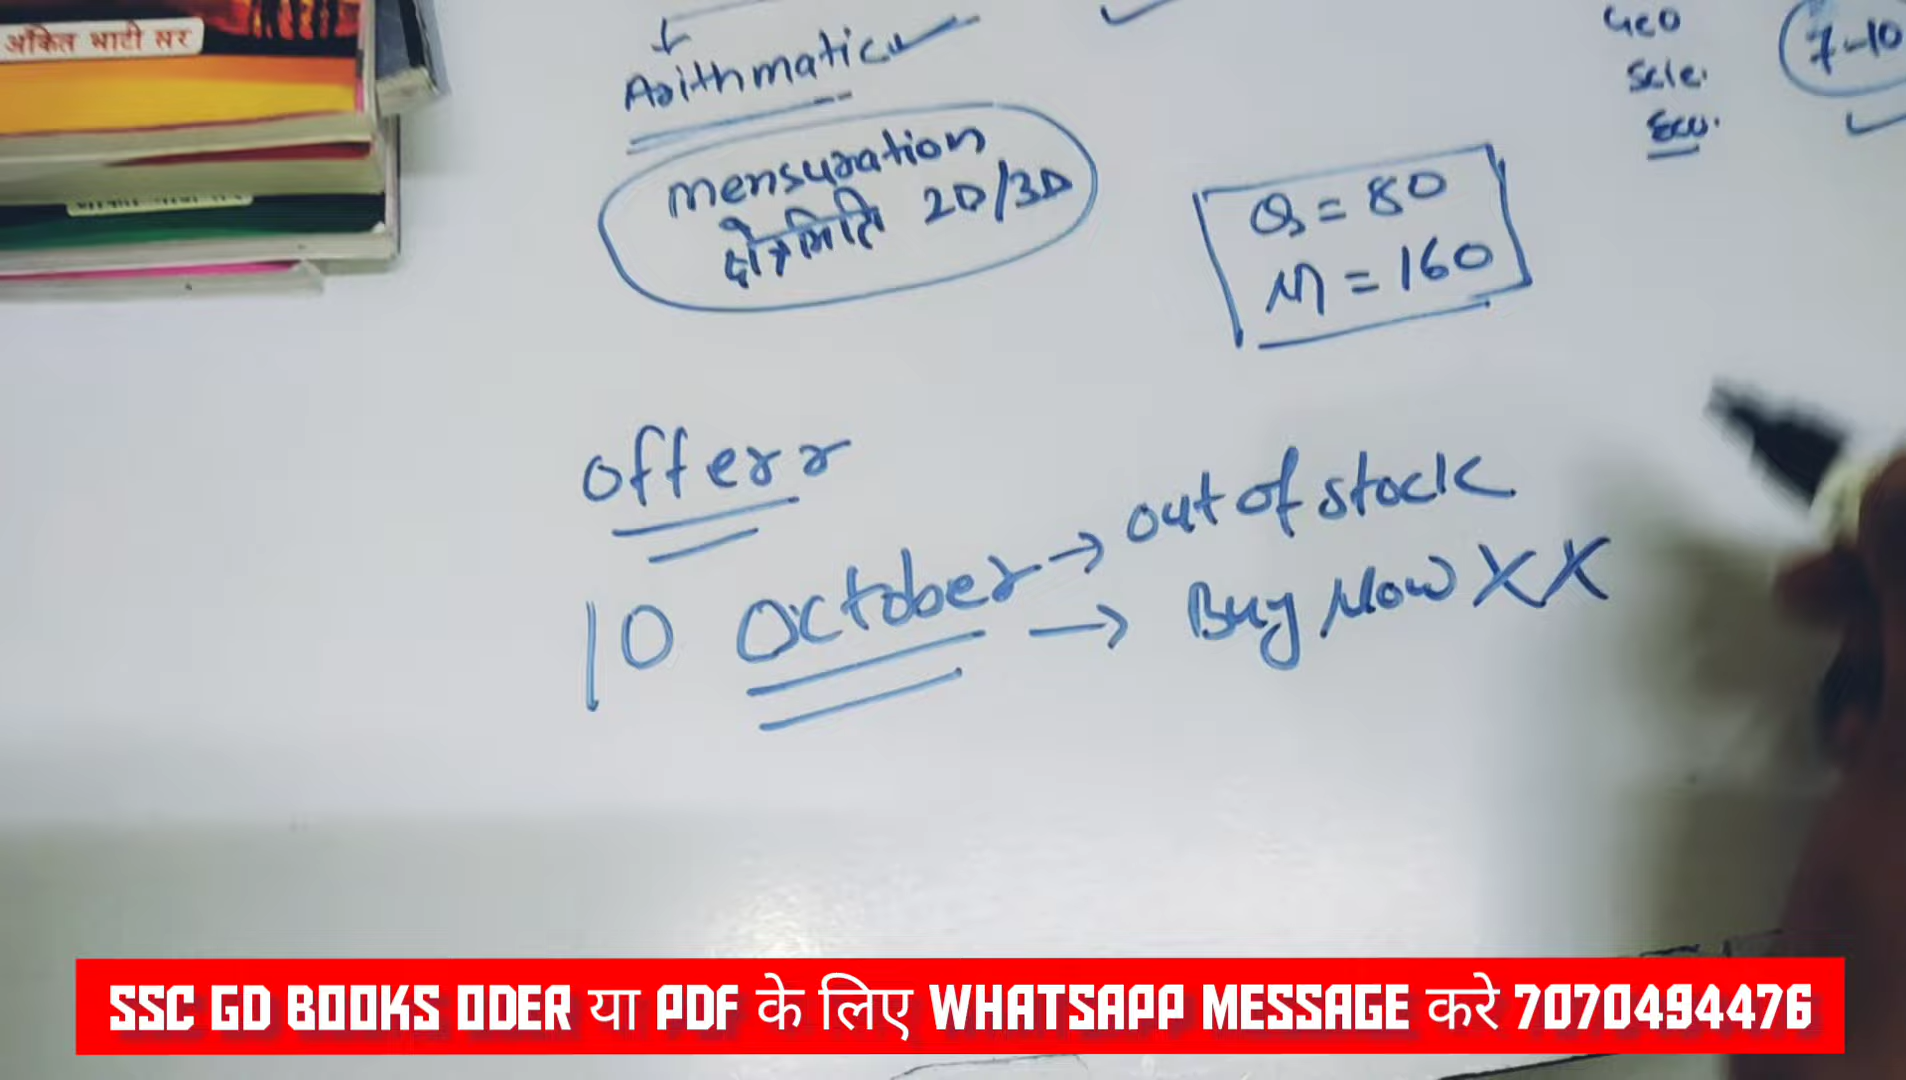 अंकित भाटी सर
Arithmatic
mensuration
क्षेत्रमिति 2D/3D
Geo
Scie.
Eco.
7-10
Q = 80
M = 160
offerr
10 October → out of stock
→ Buy Now XX
SSC GD BOOKS ODER या PDF के लिए WHATSAPP MESSAGE करे 7070494476